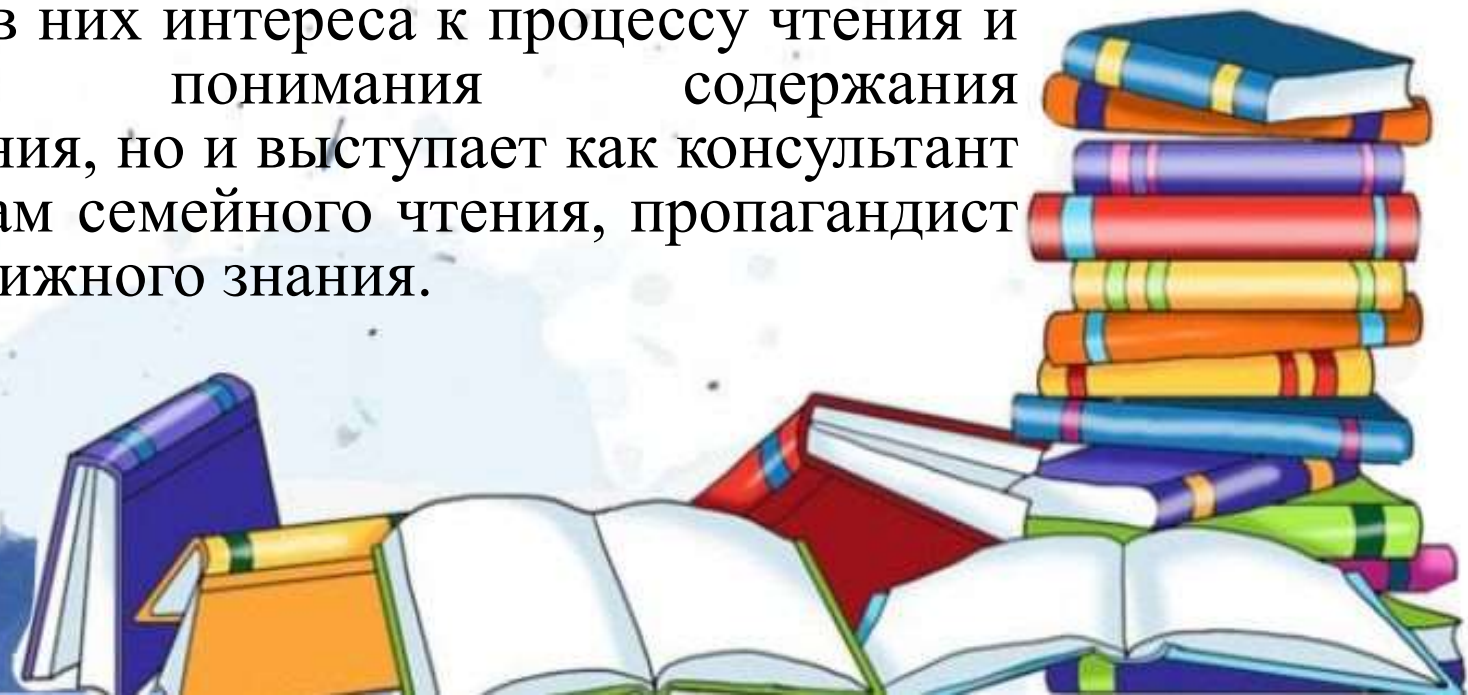 в них интереса к процессу чтения и
понимания содержания
ния, но и выступает как консультант
ам семейного чтения, пропагандист
ижного знания.